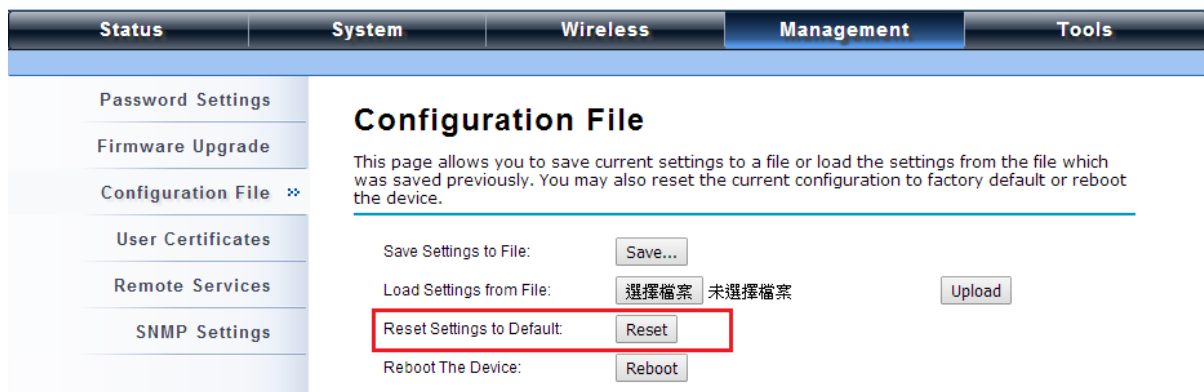 Status System Wireless Management Tools
Password Settings
Firmware Upgrade
Configuration File »
User Certificates
Remote Services
SNMP Settings
Configuration File
This page allows you to save current settings to a file or load the settings from the file which
was saved previously. You may also reset the current configuration to factory default or reboot
the device.
Save Settings to File: Save...
Load Settings from File: 選擇檔案 未選擇檔案 Upload
Reset Settings to Default: Reset
Reboot The Device: Reboot